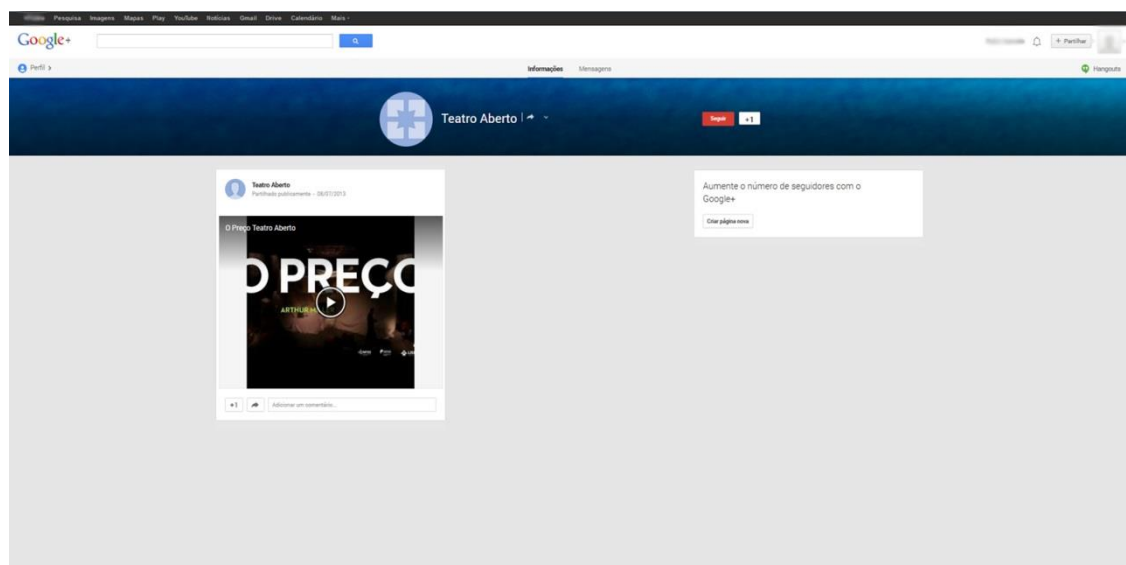 Pesquisa Imagens Mapas Play YouTube Notícias Gmail Drive Calendário Mais
Google+
+ Partilhar
Perfil
Informações Mensagens
Hangouts
Teatro Aberto
Seguir +1
Teatro Aberto
Partilhado publicamente - 08/07/2013
O Preço Teatro Aberto
O PREÇO
ARTHUR
+1 Adicionar um comentário...
Aumente o número de seguidores com o
Google+
Criar página nova